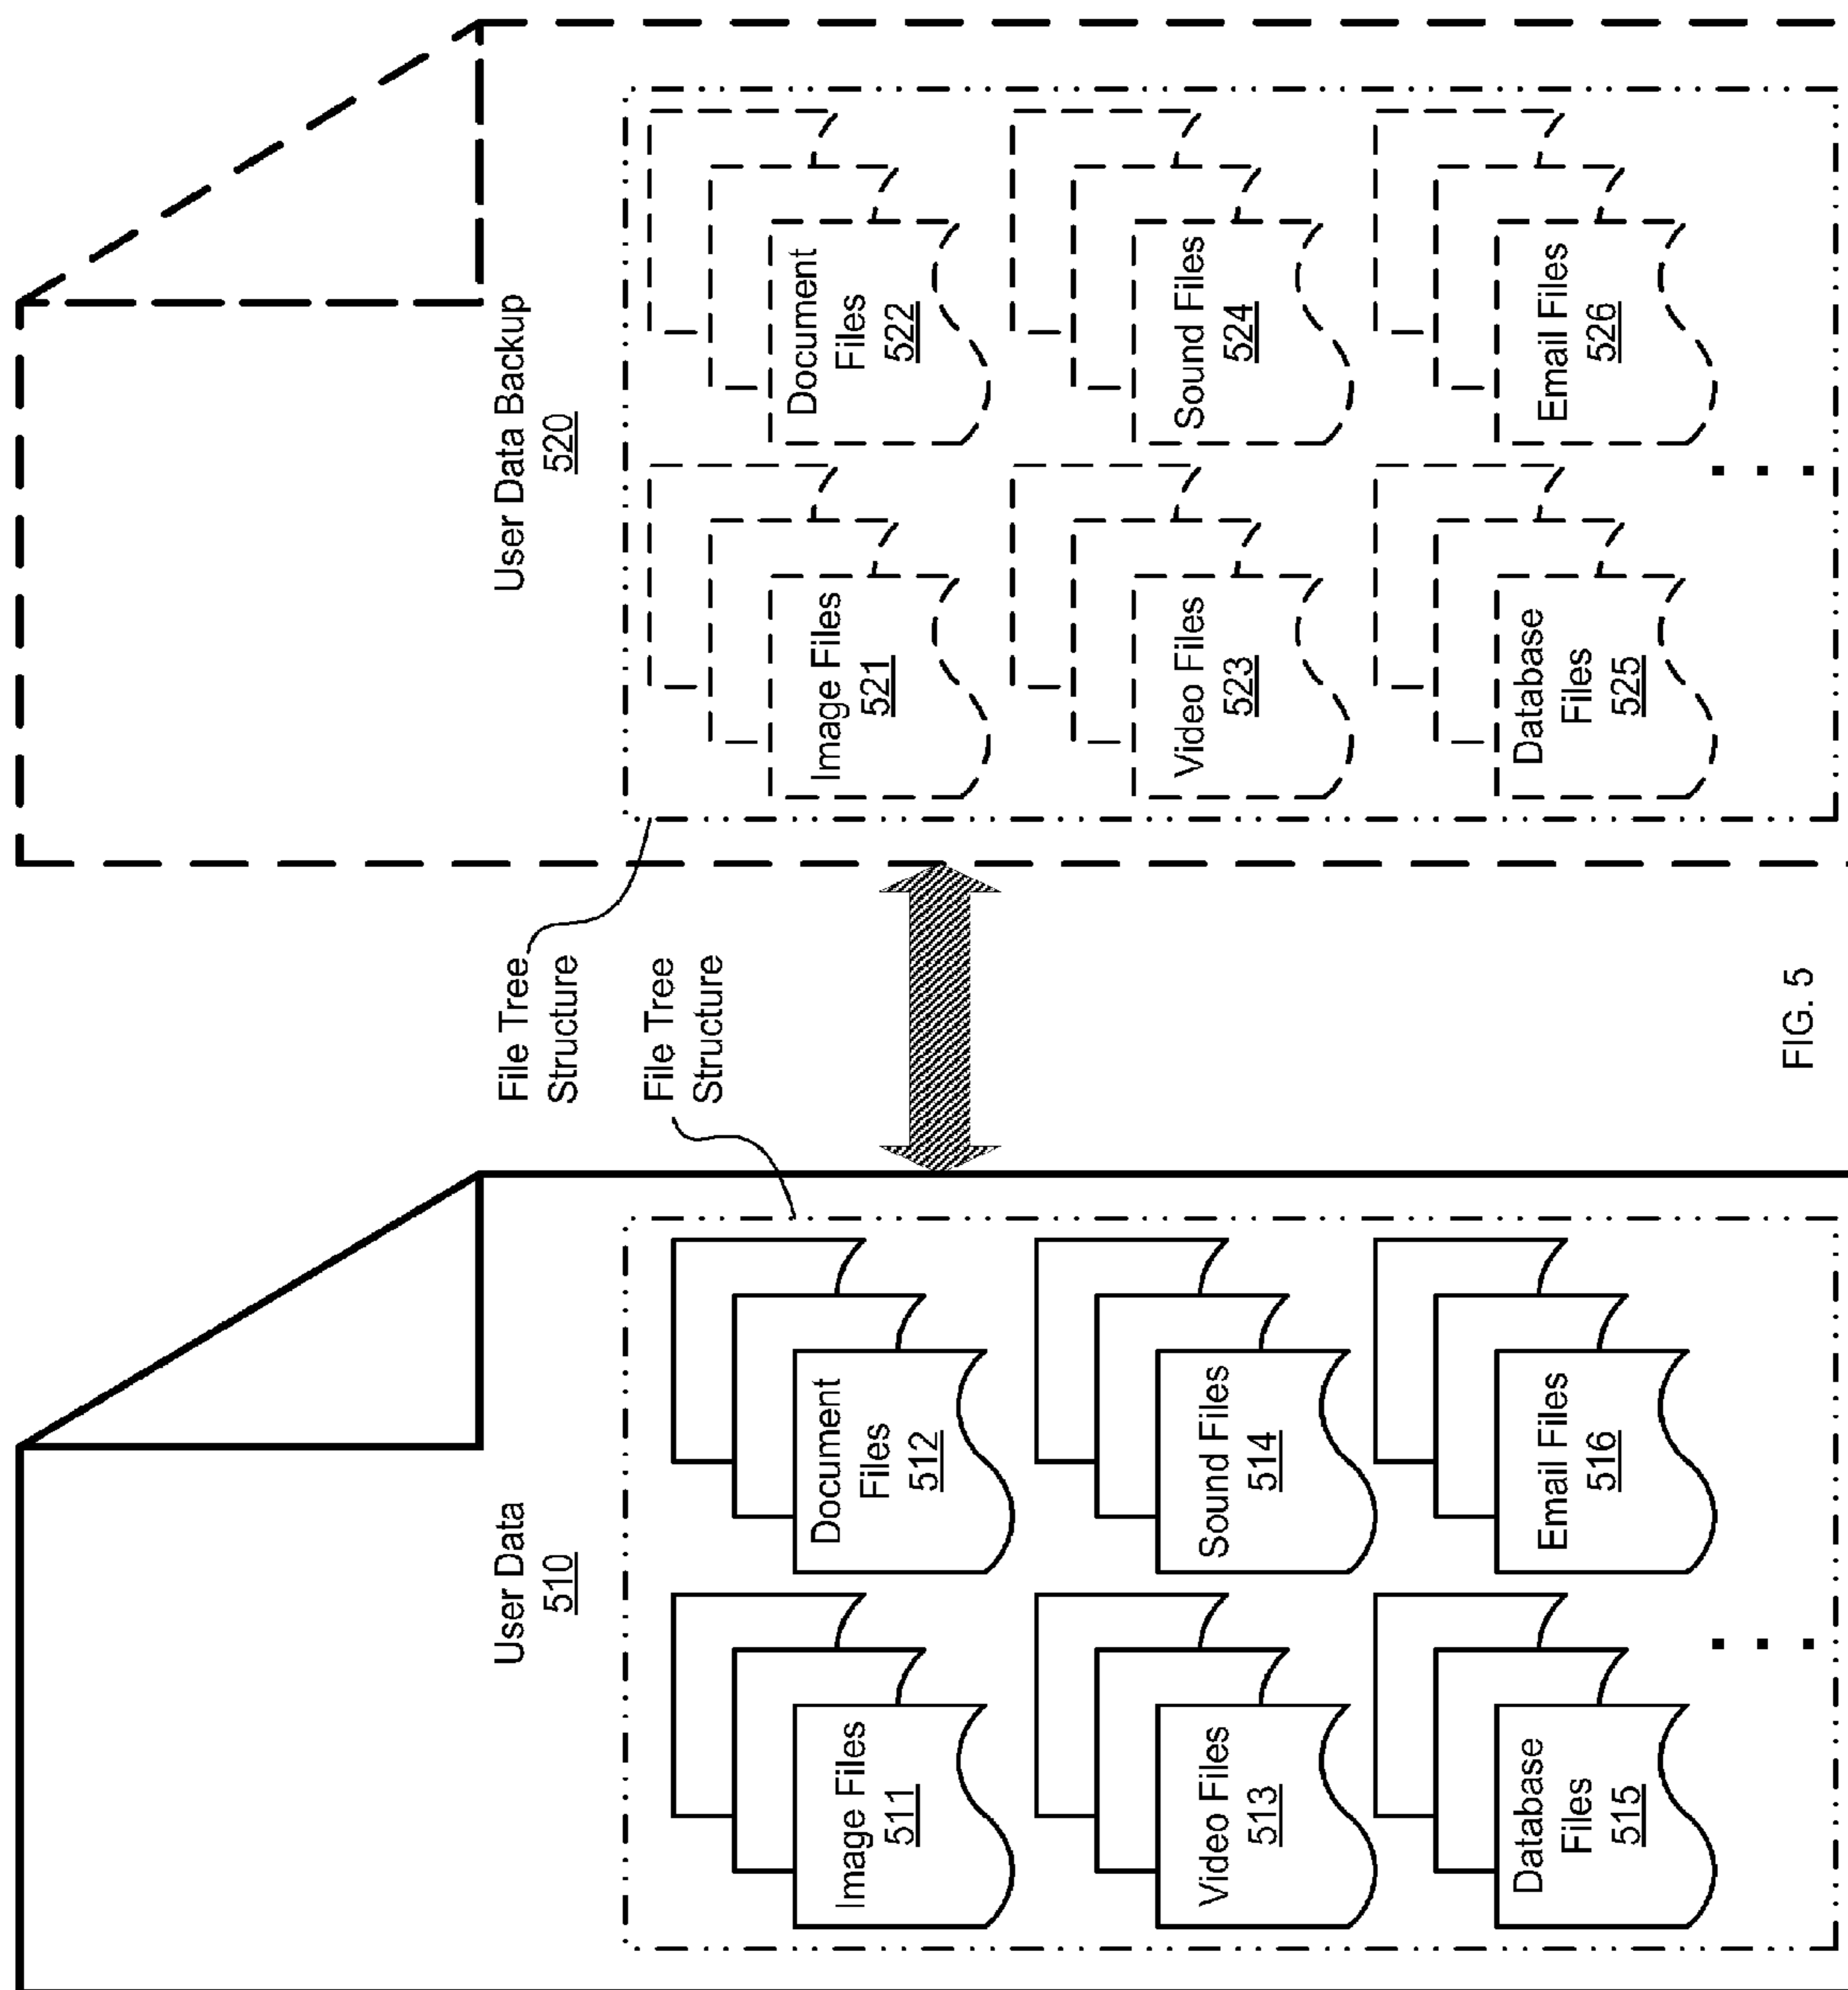 User Data
510
Image Files
511
Document
Files
512
Video Files
513
Sound Files
514
Database
Files
515
Email Files
516
. . .
File Tree
Structure
File Tree
Structure
User Data Backup
520
Image Files
521
Document
Files
522
Video Files
523
Sound Files
524
Database
Files
525
Email Files
526
. . .
FIG. 5